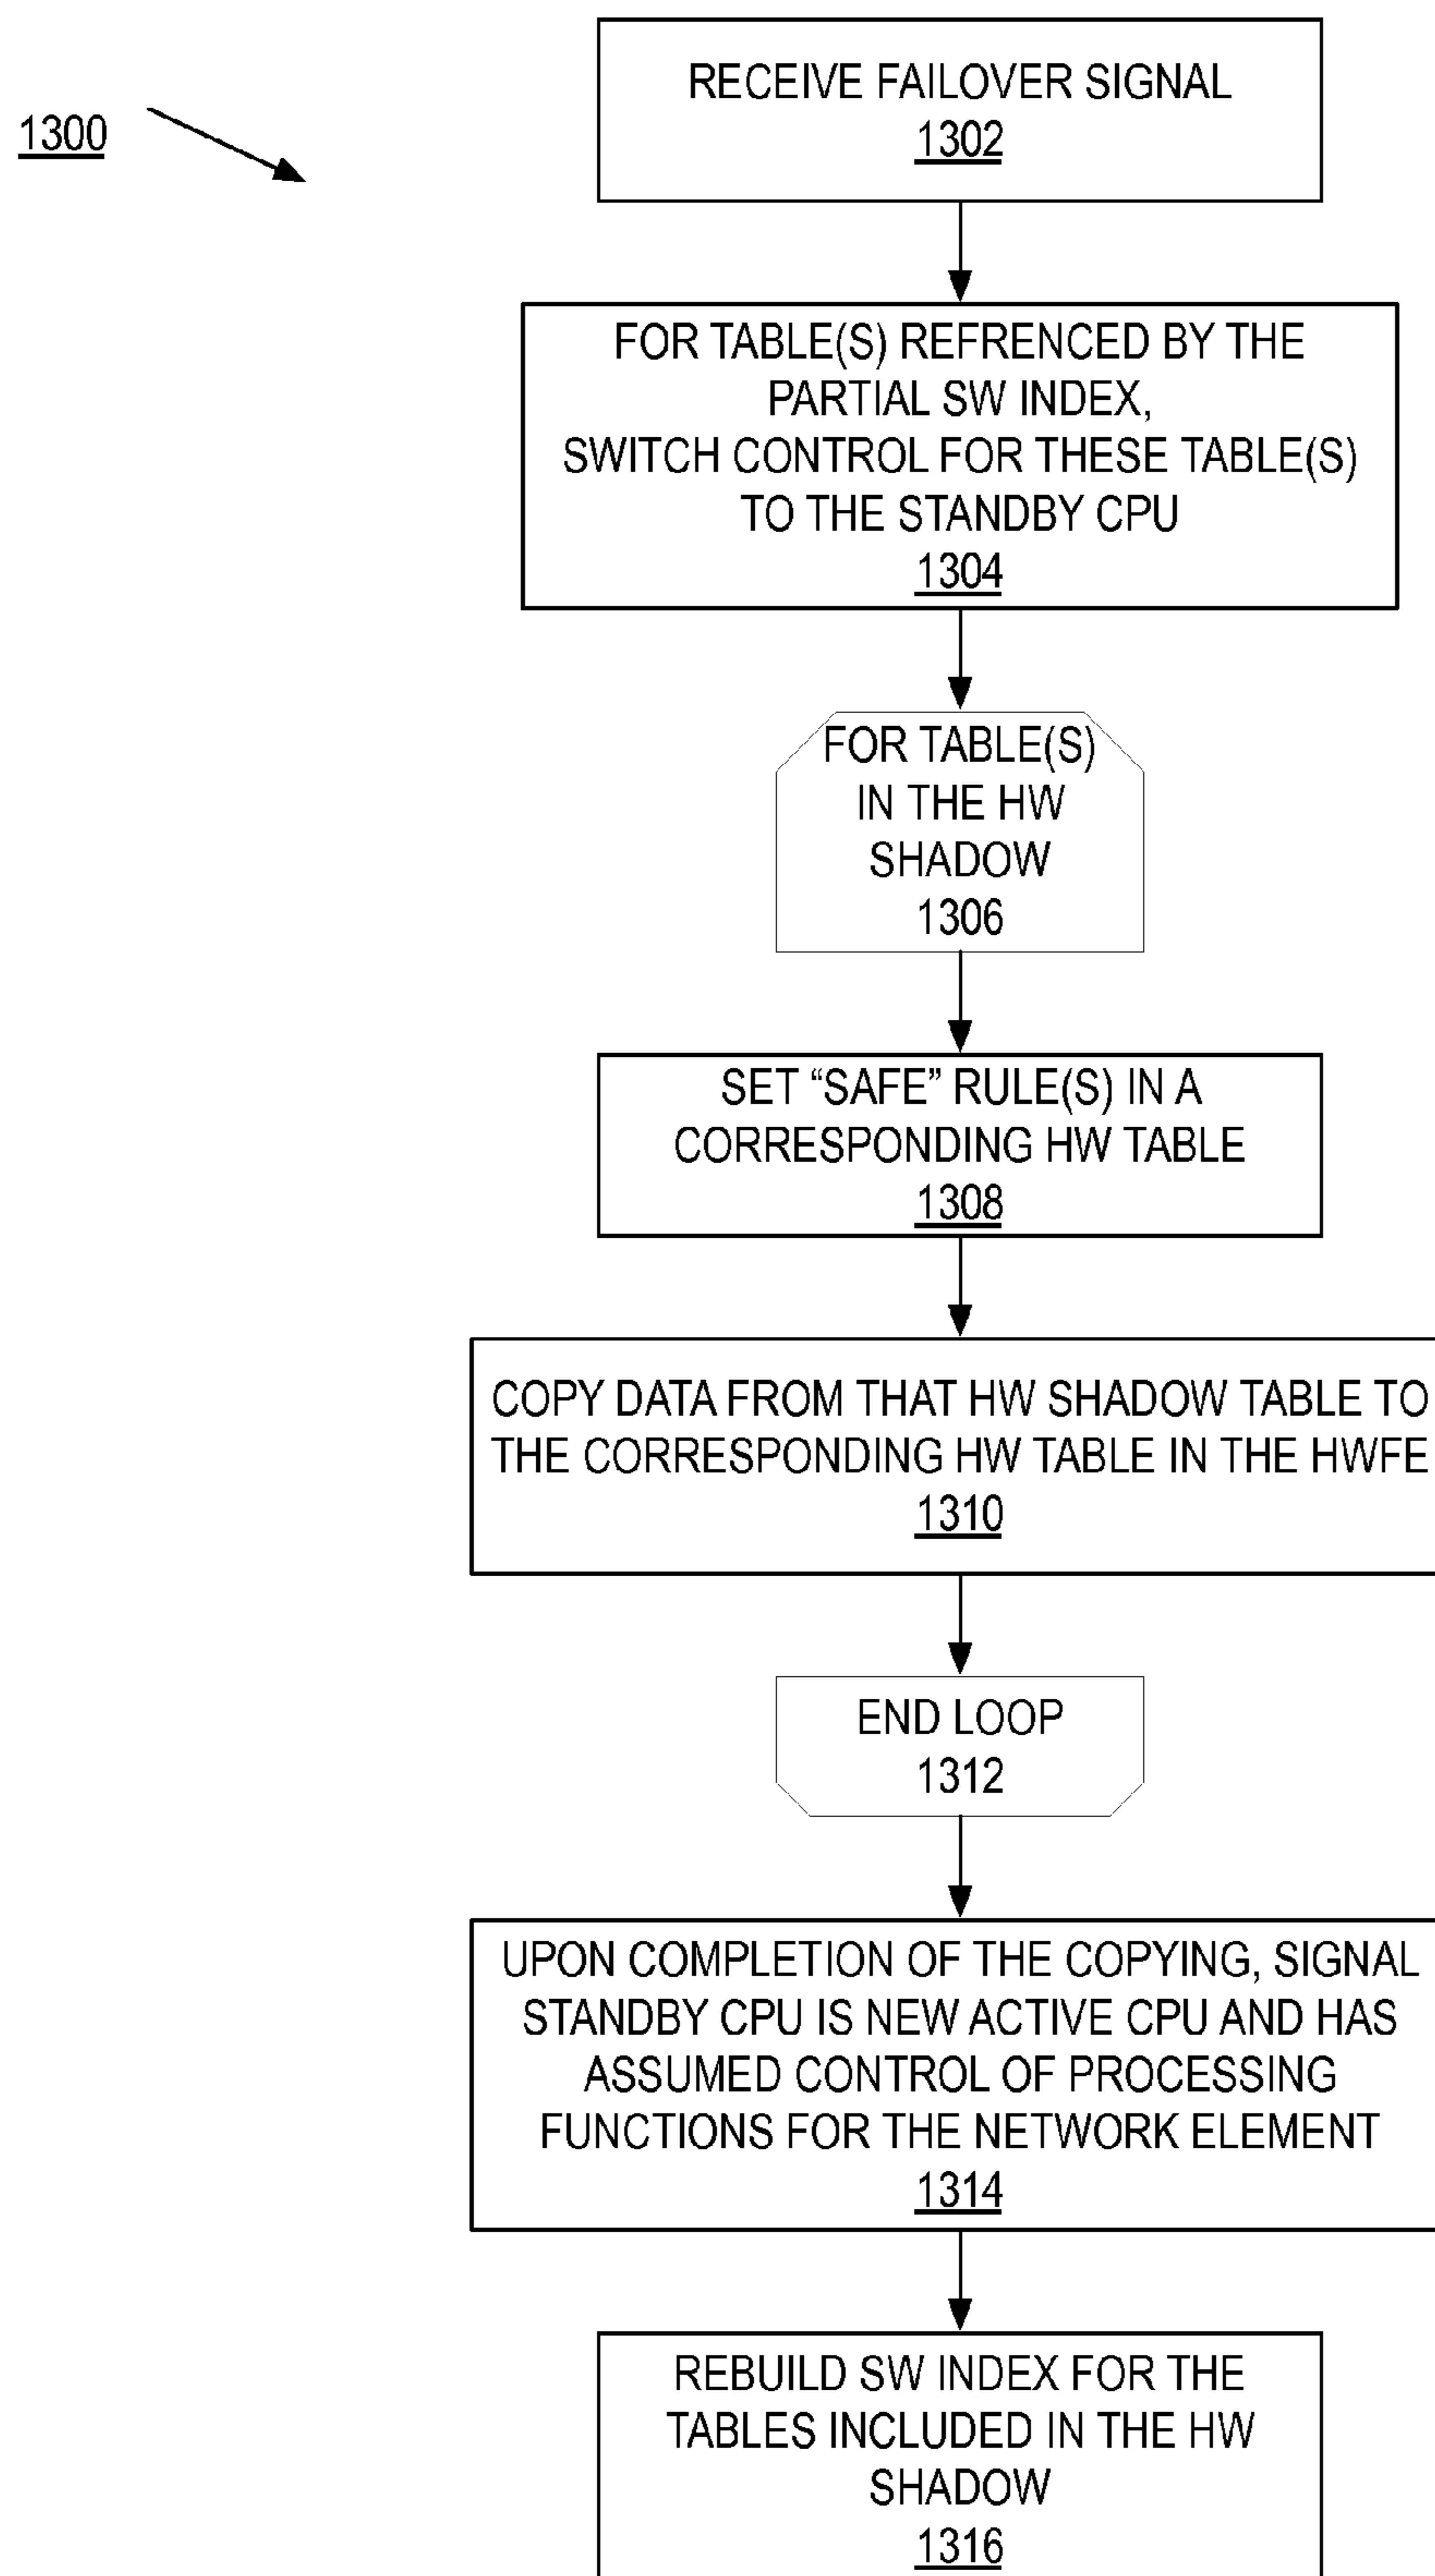 1300
RECEIVE FAILOVER SIGNAL
1302
FOR TABLE(S) REFRENCED BY THE
PARTIAL SW INDEX,
SWITCH CONTROL FOR THESE TABLE(S)
TO THE STANDBY CPU
1304
FOR TABLE(S)
IN THE HW
SHADOW
1306
SET “SAFE” RULE(S) IN A
CORRESPONDING HW TABLE
1308
COPY DATA FROM THAT HW SHADOW TABLE TO
THE CORRESPONDING HW TABLE IN THE HWFE
1310
END LOOP
1312
UPON COMPLETION OF THE COPYING, SIGNAL
STANDBY CPU IS NEW ACTIVE CPU AND HAS
ASSUMED CONTROL OF PROCESSING
FUNCTIONS FOR THE NETWORK ELEMENT
1314
REBUILD SW INDEX FOR THE
TABLES INCLUDED IN THE HW
SHADOW
1316